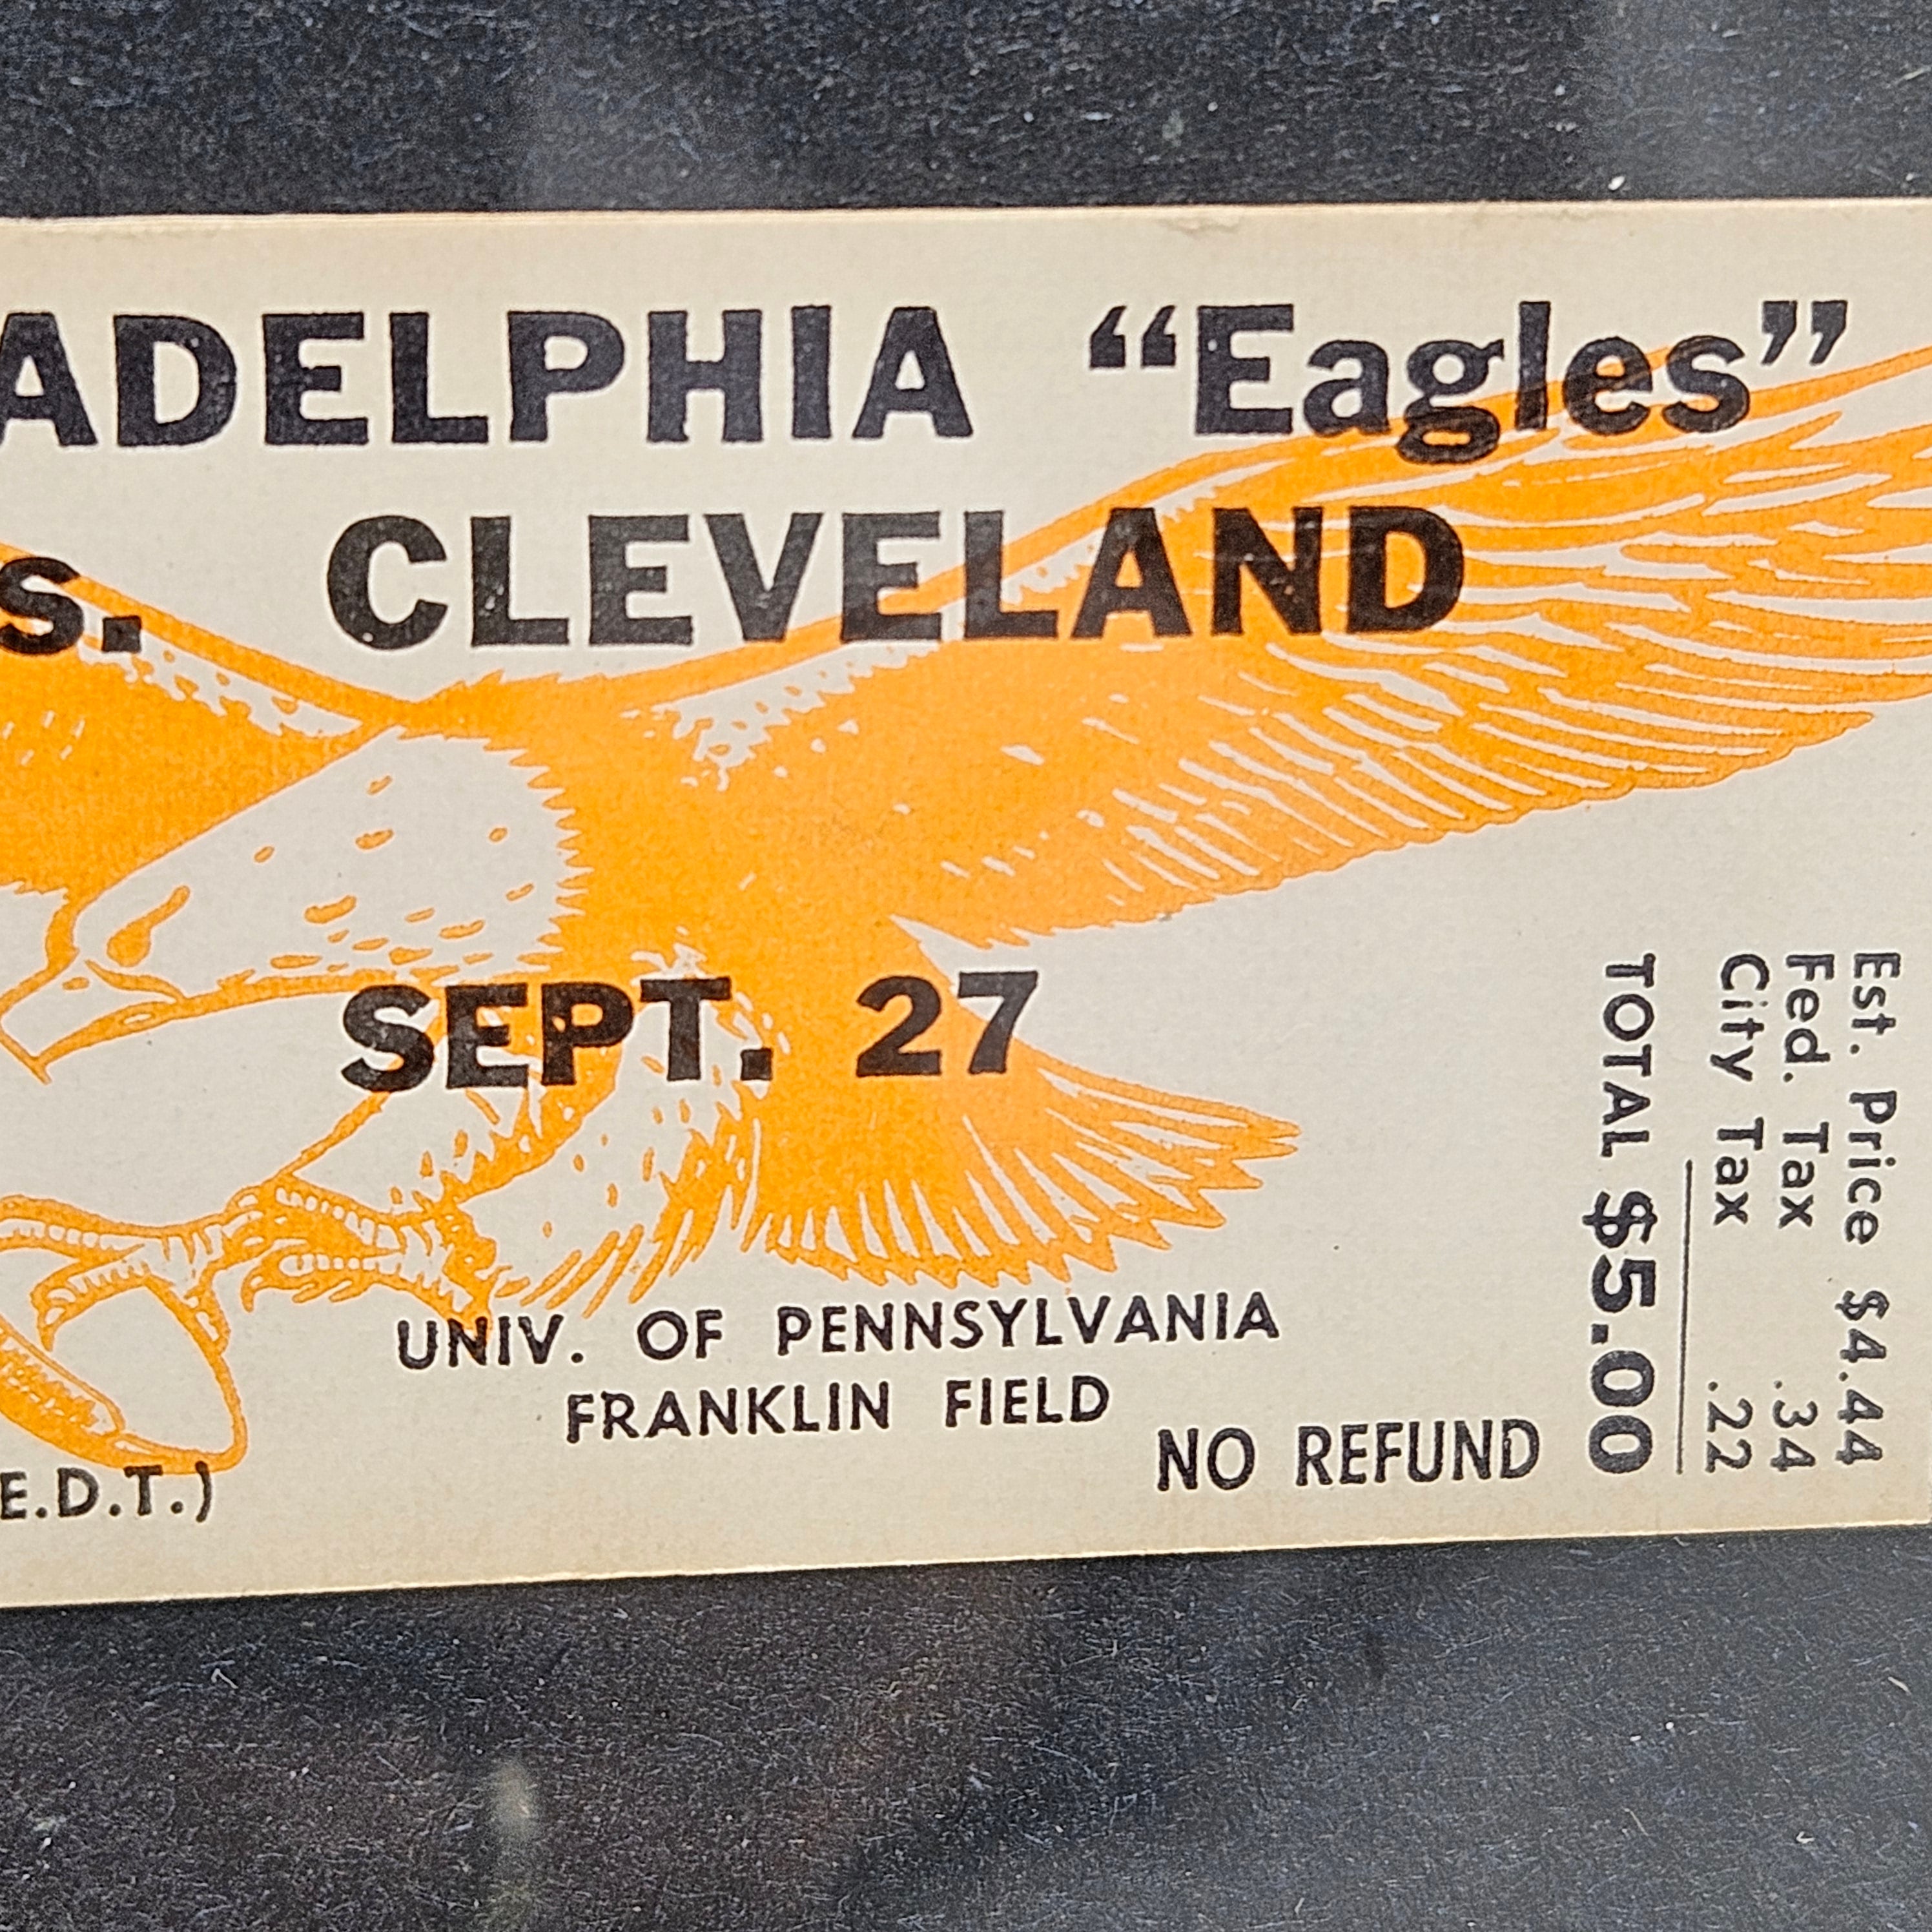 ADELPHIA “Eagles”
s. CLEVELAND
SEPT. 27
UNIV. OF PENNSYLVANIA
FRANKLIN FIELD
NO REFUND
E.D.T.)
Est. Price $4.44
Fed. Tax .34
City Tax .22
TOTAL $5.00